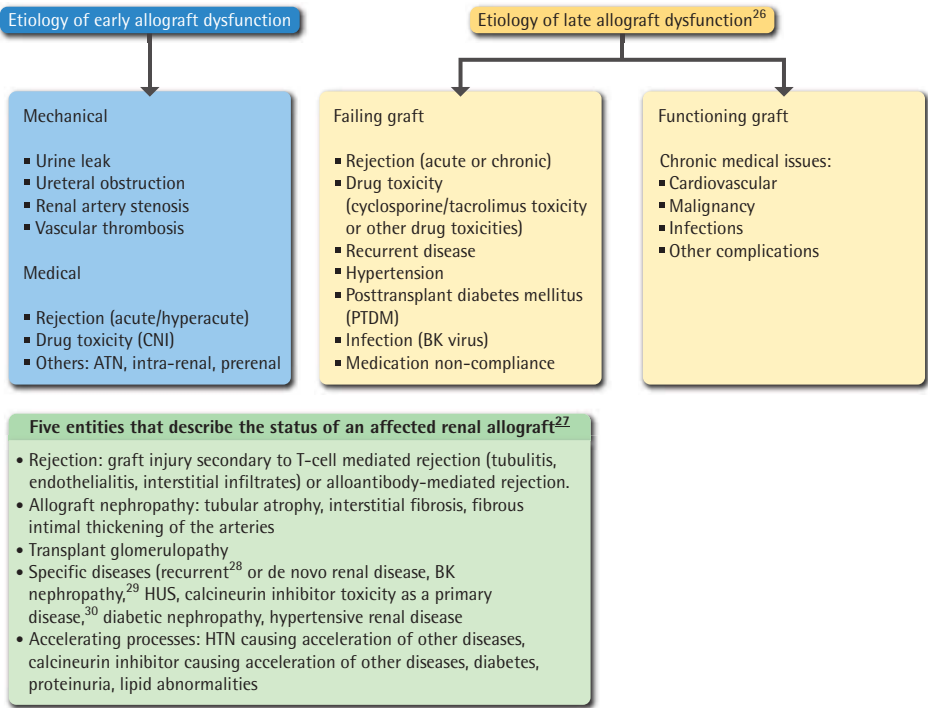 Etiology of early allograft dysfunction
Mechanical
▪ Urine leak
▪ Ureteral obstruction
▪ Renal artery stenosis
▪ Vascular thrombosis
Medical
▪ Rejection (acute/hyperacute)
▪ Drug toxicity (CNI)
▪ Others: ATN, intra-renal, prerenal
Etiology of late allograft dysfunction26
Failing graft
▪ Rejection (acute or chronic)
▪ Drug toxicity
(cyclosporine/tacrolimus toxicity
or other drug toxicities)
▪ Recurrent disease
▪ Hypertension
▪ Posttransplant diabetes mellitus
(PTDM)
▪ Infection (BK virus)
▪ Medication non-compliance
Functioning graft
Chronic medical issues:
▪ Cardiovascular
▪ Malignancy
▪ Infections
▪ Other complications
Five entities that describe the status of an affected renal allograft27
• Rejection: graft injury secondary to T-cell mediated rejection (tubulitis,
endothelialitis, interstitial infiltrates) or alloantibody-mediated rejection.
• Allograft nephropathy: tubular atrophy, interstitial fibrosis, fibrous
intimal thickening of the arteries
• Transplant glomerulopathy
• Specific diseases (recurrent28 or de novo renal disease, BK
nephropathy,29 HUS, calcineurin inhibitor toxicity as a primary
disease,30 diabetic nephropathy, hypertensive renal disease
• Accelerating processes: HTN causing acceleration of other diseases,
calcineurin inhibitor causing acceleration of other diseases, diabetes,
proteinuria, lipid abnormalities